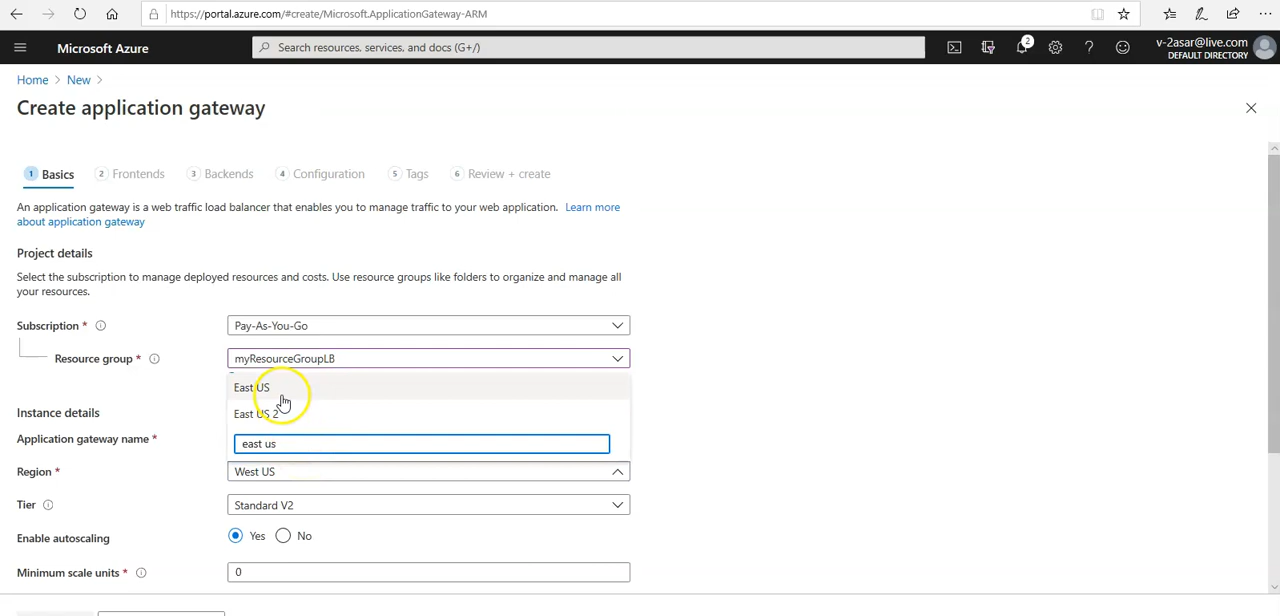 https://portal.azure.com/#create/Microsoft.ApplicationGateway-ARM
Microsoft Azure
Search resources, services, and docs (G+/)
2
v-2asar@live.com
DEFAULT DIRECTORY
Home > New >
Create application gateway
1 Basics
2 Frontends
3 Backends
4 Configuration
5 Tags
6 Review + create
An application gateway is a web traffic load balancer that enables you to manage traffic to your web application. Learn more
about application gateway
Project details
Select the subscription to manage deployed resources and costs. Use resource groups like folders to organize and manage all
your resources.
Subscription *
Pay-As-You-Go
Resource group *
myResourceGroupLB
East US
East US 2
east us
Instance details
Application gateway name *
Region *
West US
Tier
Standard V2
Enable autoscaling
Yes
No
Minimum scale units *
0